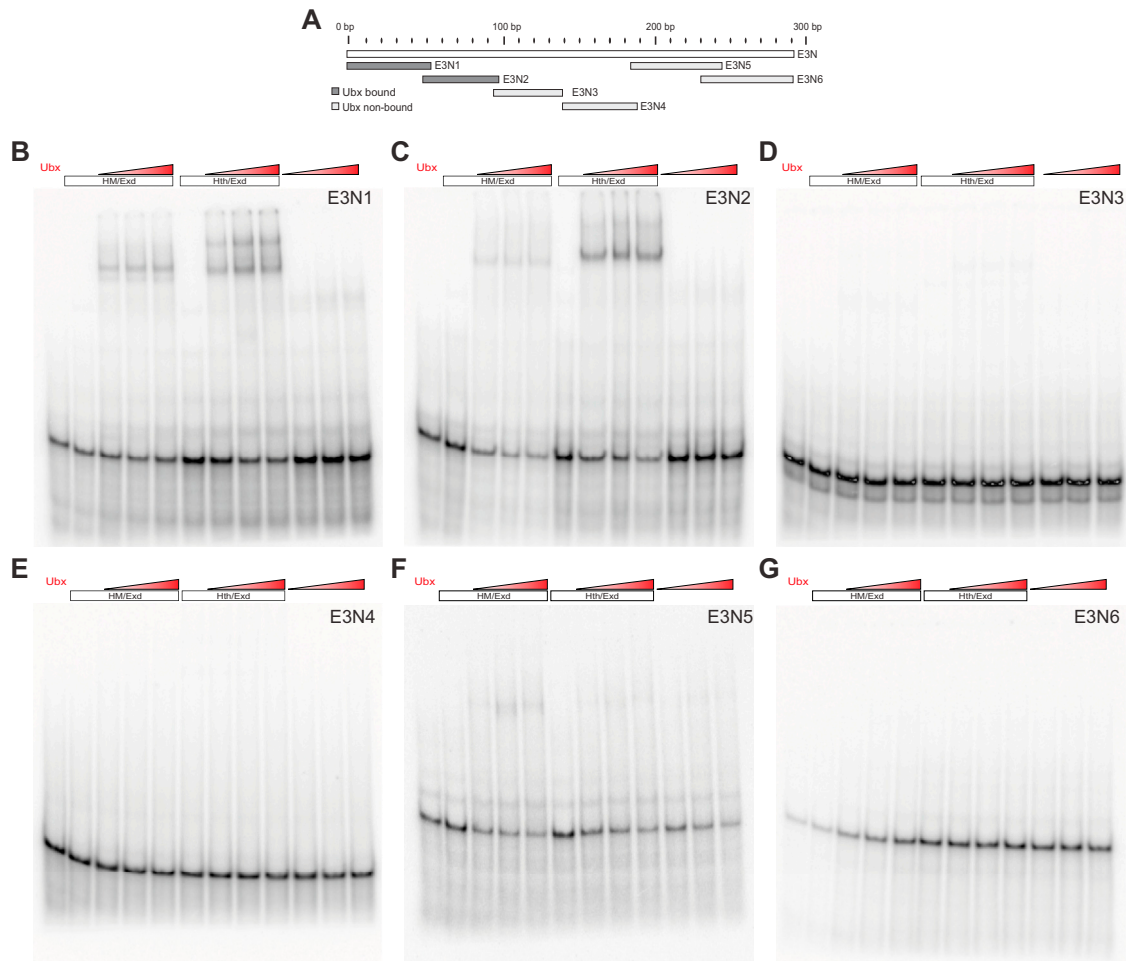 A
0 bp 100 bp 200 bp 300 bp
E3N
E3N1 E3N5
E3N2 E3N6
Ubx bound E3N3
Ubx non-bound E3N4
B C D
Ubx Ubx Ubx
HM/Exd Hth/Exd HM/Exd Hth/Exd HM/Exd Hth/Exd
E3N1 E3N2 E3N3
E F G
Ubx Ubx Ubx
HM/Exd Hth/Exd HM/Exd Hth/Exd HM/Exd Hth/Exd
E3N4 E3N5 E3N6